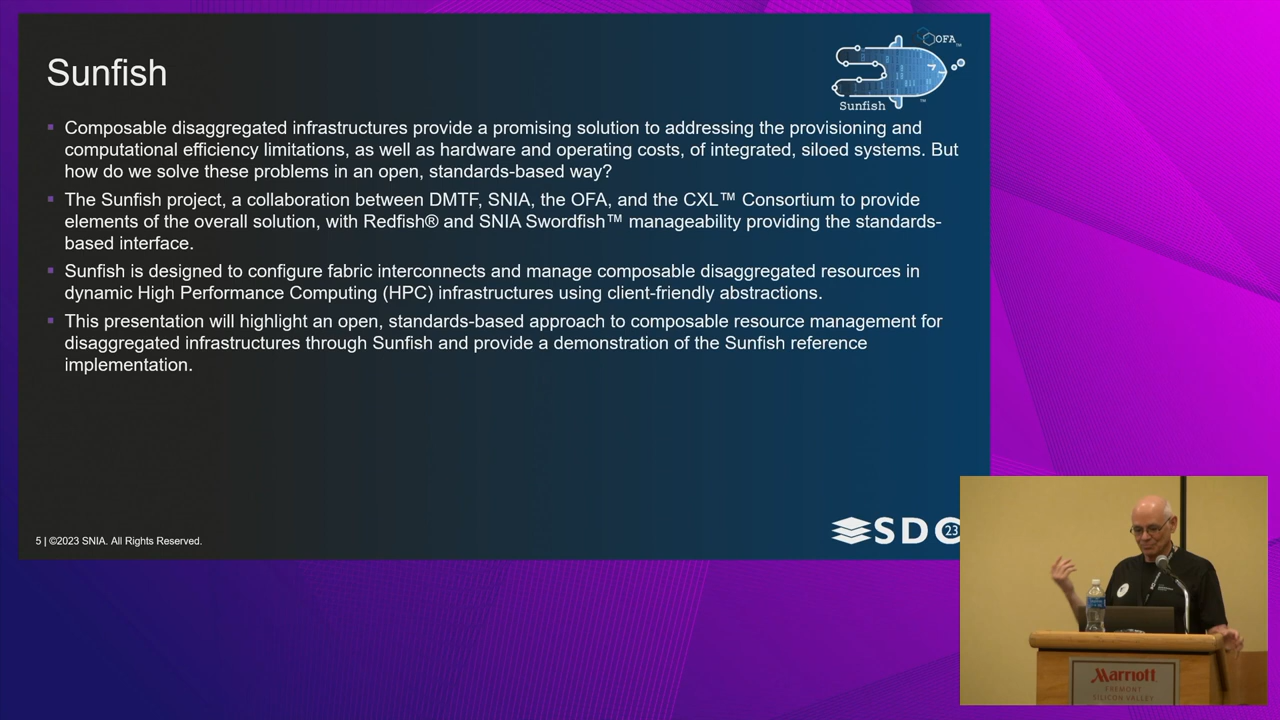 Sunfish
OFA™
Sunfish™
▪ Composable disaggregated infrastructures provide a promising solution to addressing the provisioning and
computational efficiency limitations, as well as hardware and operating costs, of integrated, siloed systems. But
how do we solve these problems in an open, standards-based way?
▪ The Sunfish project, a collaboration between DMTF, SNIA, the OFA, and the CXL™ Consortium to provide
elements of the overall solution, with Redfish® and SNIA Swordfish™ manageability providing the standards-
based interface.
▪ Sunfish is designed to configure fabric interconnects and manage composable disaggregated resources in
dynamic High Performance Computing (HPC) infrastructures using client-friendly abstractions.
▪ This presentation will highlight an open, standards-based approach to composable resource management for
disaggregated infrastructures through Sunfish and provide a demonstration of the Sunfish reference
implementation.
5 | ©2023 SNIA. All Rights Reserved.
SDC 23
Marriott
FREMONT
SILICON VALLEY